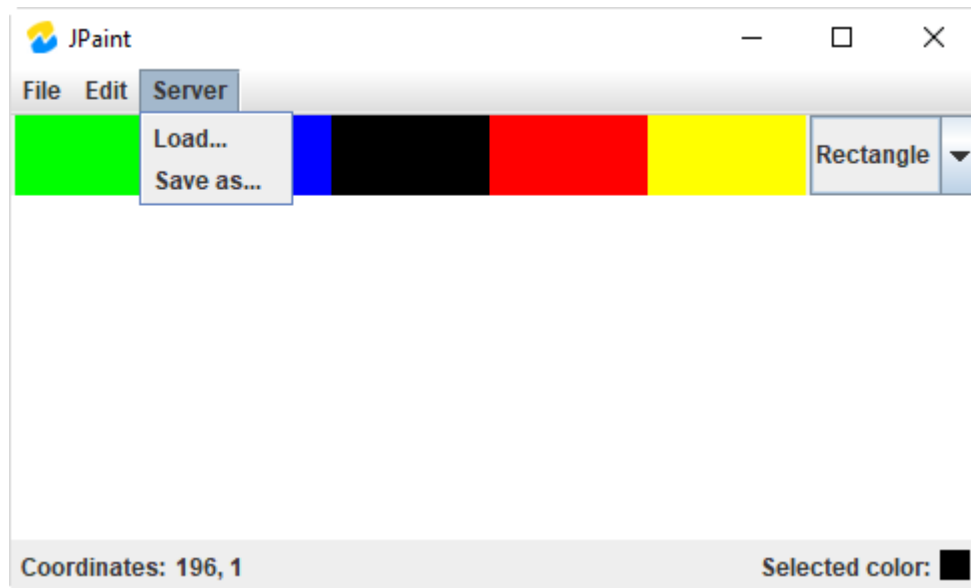 JPaint
File Edit Server
Load...
Save as...
Rectangle
Coordinates: 196, 1
Selected color: